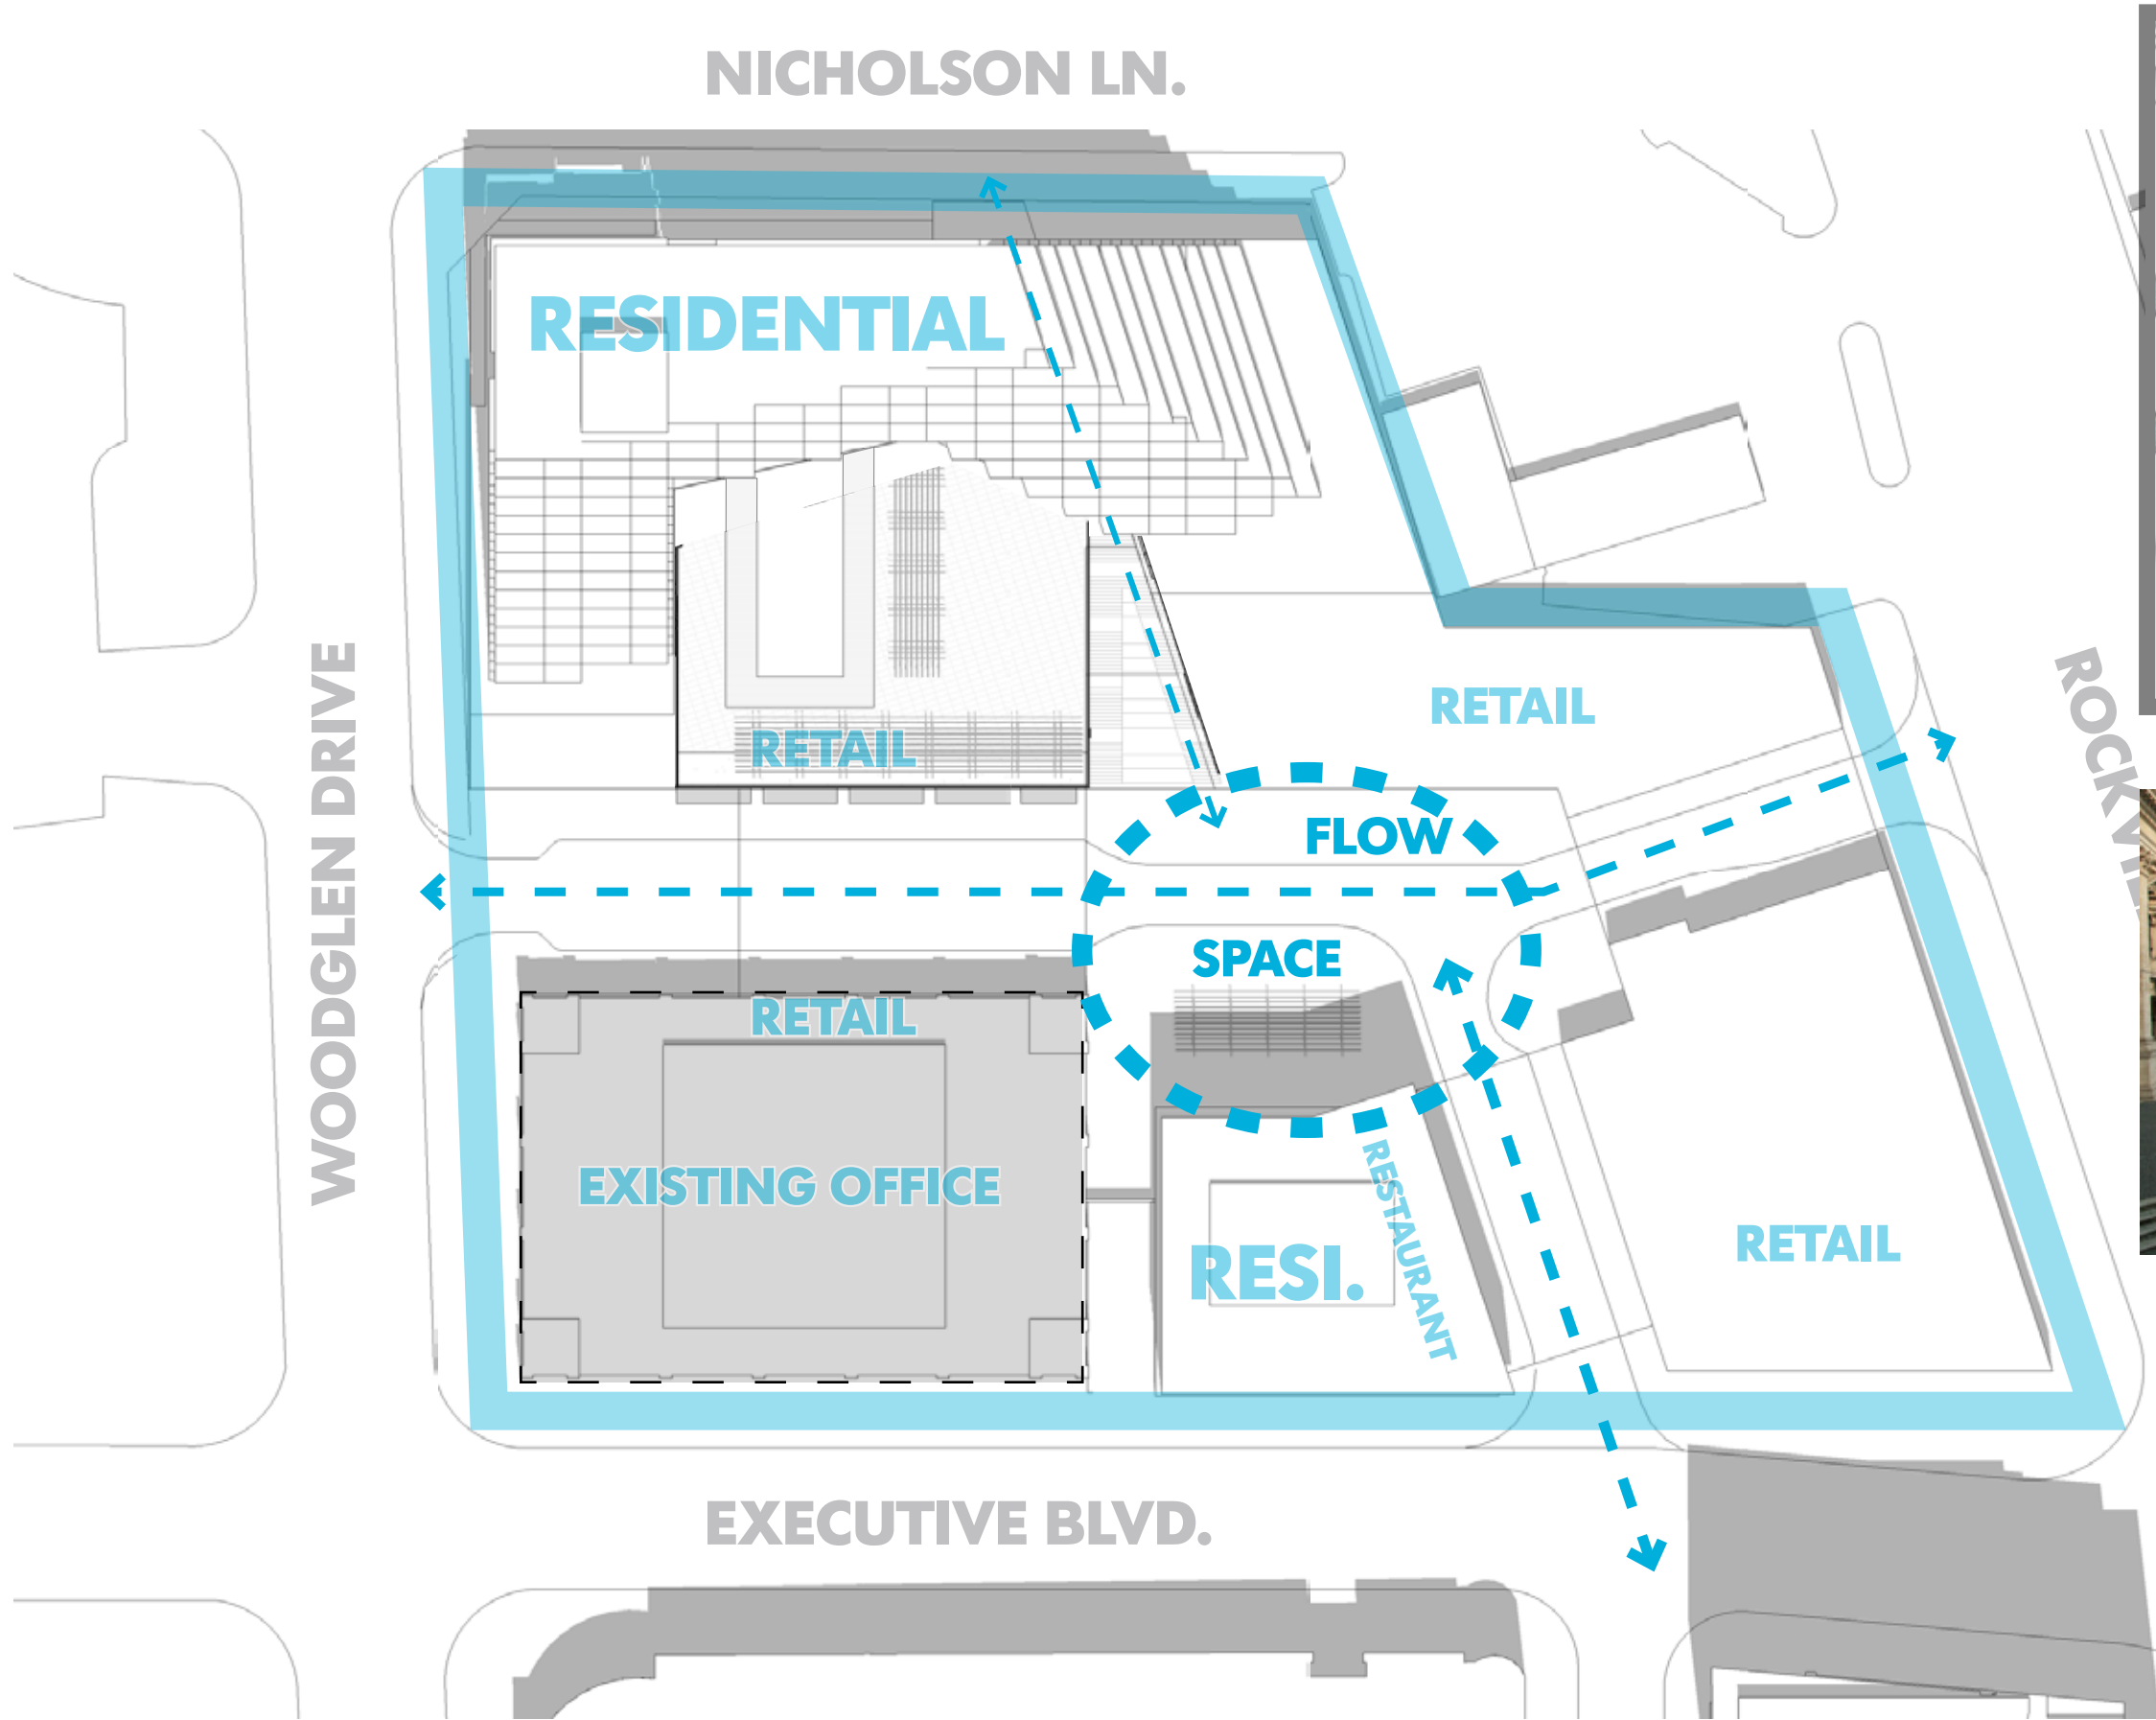 NICHOLSON LN.
RESIDENTIAL
WOODGLEN DRIVE
RETAIL
RETAIL
FLOW
SPACE
RETAIL
EXISTING OFFICE
RESI.
RESTAURANT
RETAIL
EXECUTIVE BLVD.